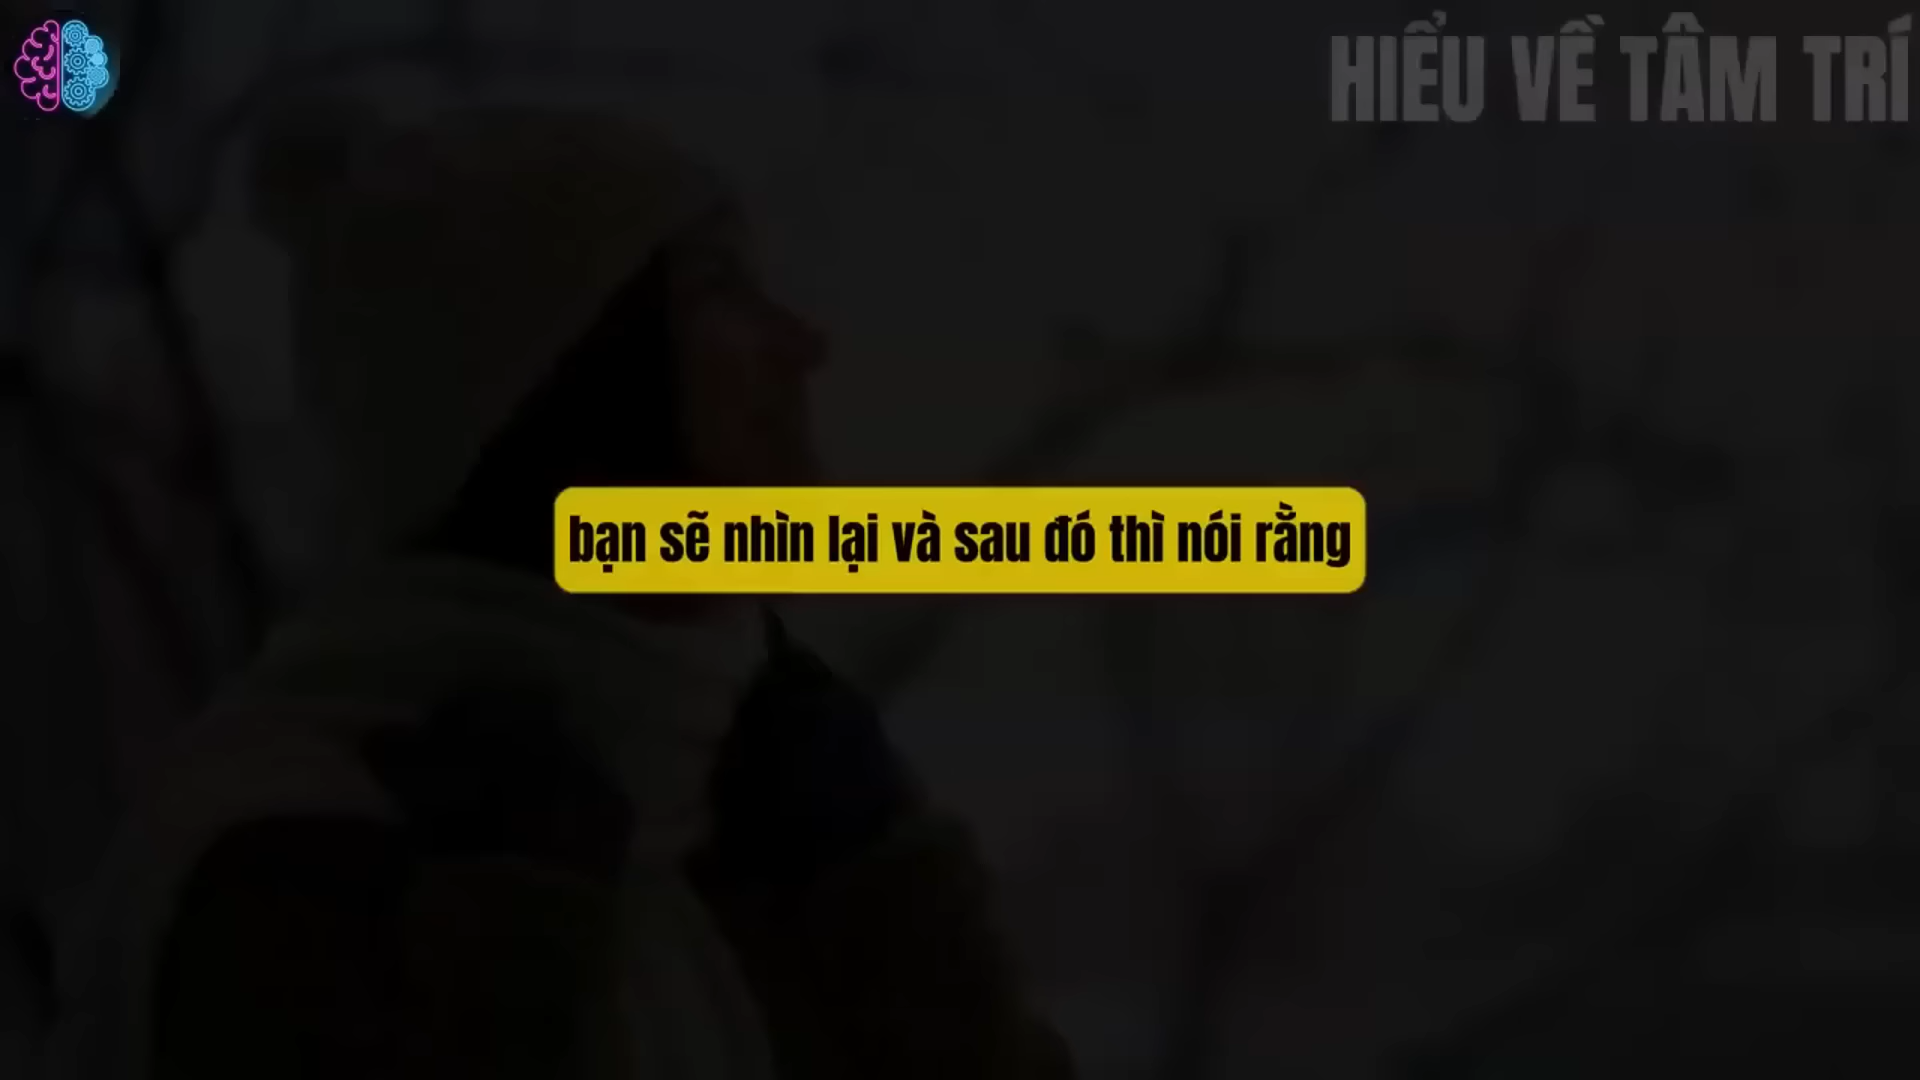 HIỂU VỀ TÂM TRÍ
bạn sẽ nhìn lại và sau đó thì nói rằng